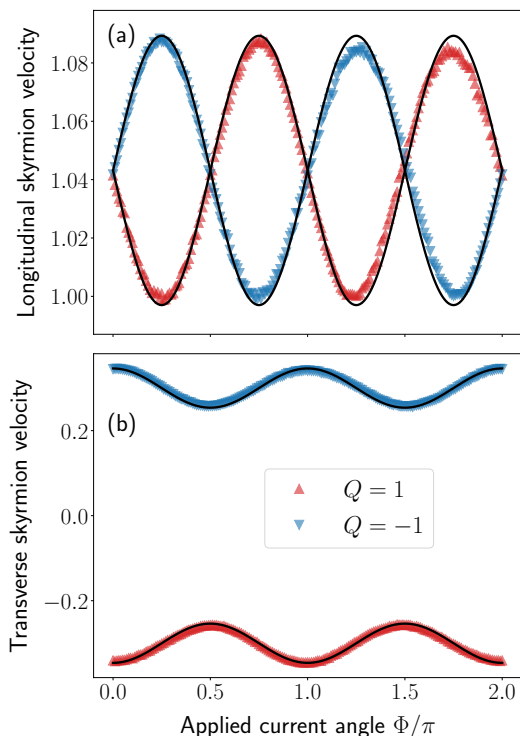 (a)
Longitudinal skyrmion velocity
1.08
1.06
1.04
1.02
1.00
(b)
Transverse skyrmion velocity
0.2
0.0
−0.2
Q = 1
Q = −1
0.0 0.5 1.0 1.5 2.0
Applied current angle Φ/π